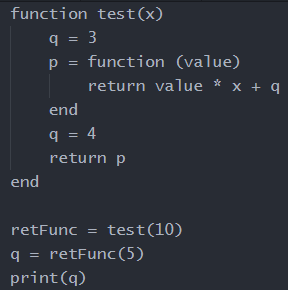 function test(x)
    q = 3
    p = function (value)
        return value * x + q
    end
    q = 4
    return p
end

retFunc = test(10)
q = retFunc(5)
print(q)